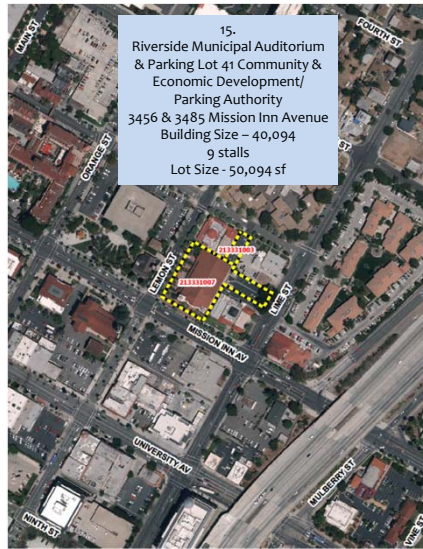 15.
Riverside Municipal Auditorium
& Parking Lot 41 Community &
Economic Development/
Parking Authority
3456 & 3485 Mission Inn Avenue
Building Size – 40,094
9 stalls
Lot Size - 50,094 sf
MAIN ST
FOURTH ST
ORANGE ST
ST
LEMON ST
213331003
213331007
LIME ST
MISSION INN AV
UNIVERSITY AV
MULBERRY ST
NINTH ST
VINE ST